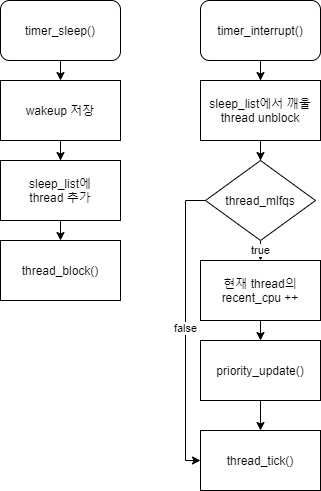 timer_sleep()
wakeup 저장
sleep_list에
thread 추가
thread_block()
timer_interrupt()
sleep_list에서 깨울
thread unblock
thread_mlfqs
true
false
현재 thread의
recent_cpu ++
priority_update()
thread_tick()